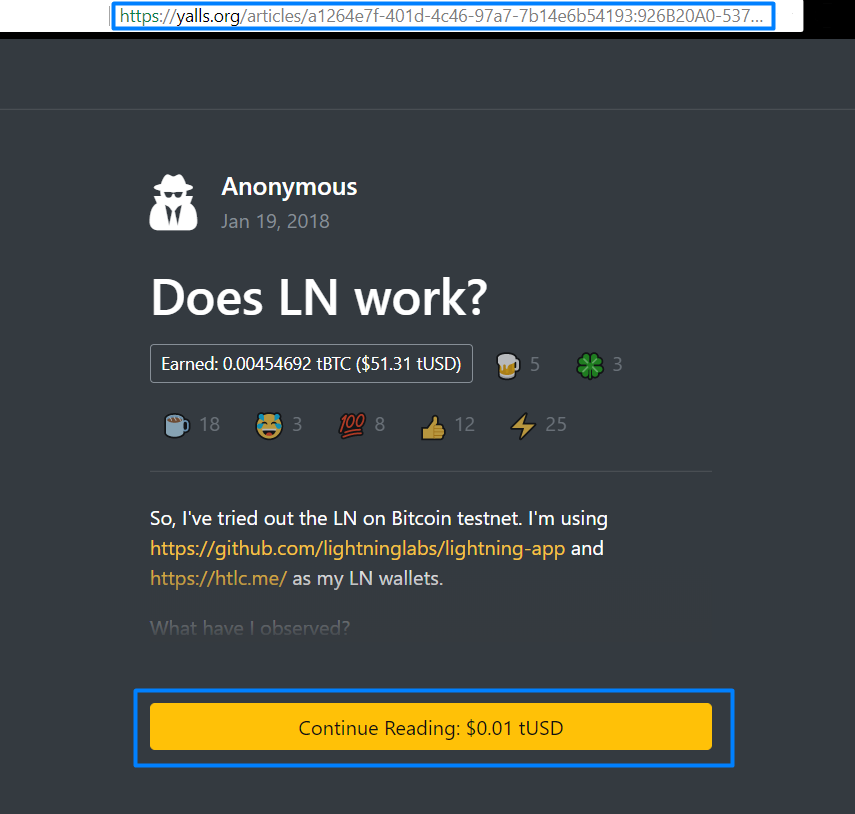 https://yalls.org/articles/a1264e7f-401d-4c46-97a7-7b14e6b54193:926B20A0-537...
Anonymous
Jan 19, 2018
Does LN work?
Earned: 0.00454692 tBTC ($51.31 tUSD) 5 3
18 3 100 8 12 25
So, I've tried out the LN on Bitcoin testnet. I'm using
https://github.com/lightninglabs/lightning-app and
https://htlc.me/ as my LN wallets.
What have I observed?
Continue Reading: $0.01 tUSD